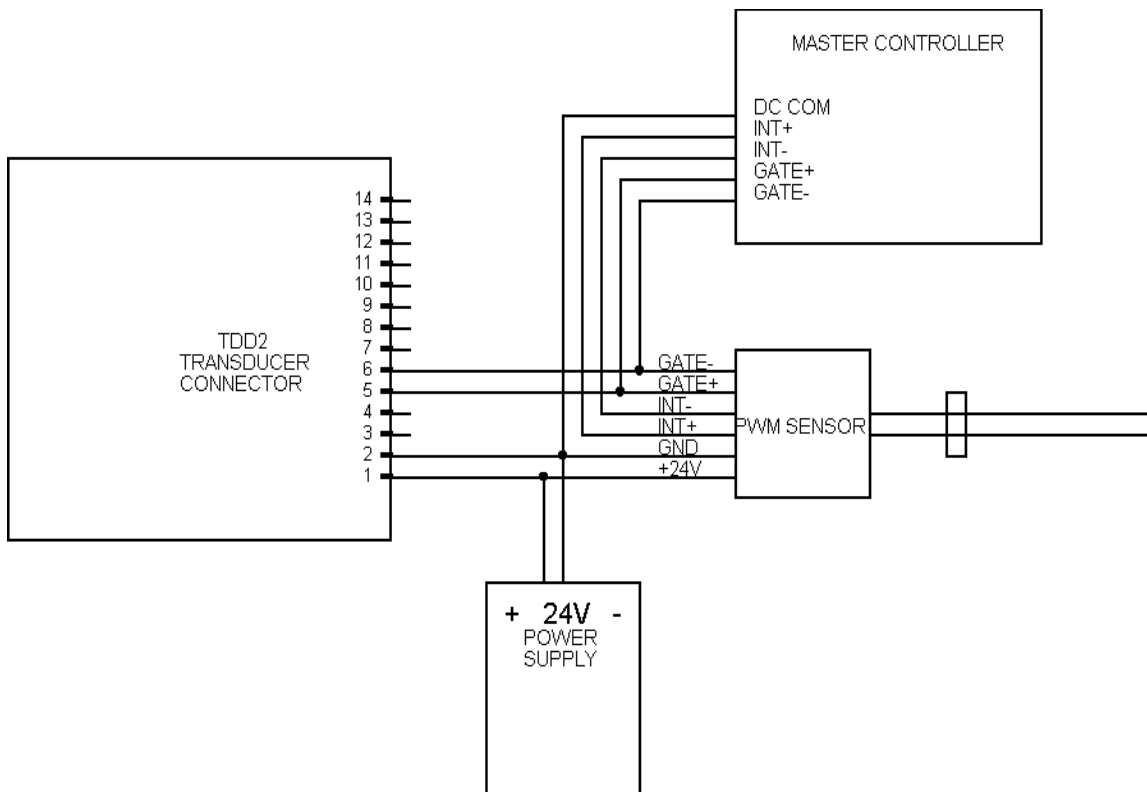 MASTER CONTROLLER
DC COM
INT+
INT-
GATE+
GATE-
14
13
12
11
10
9
8
7
6
5
4
3
2
1
TDD2
TRANSDUCER
CONNECTOR
GATE-
GATE+
INT-
INT+
GND
+24V
PWM SENSOR
+ 24V -
POWER
SUPPLY